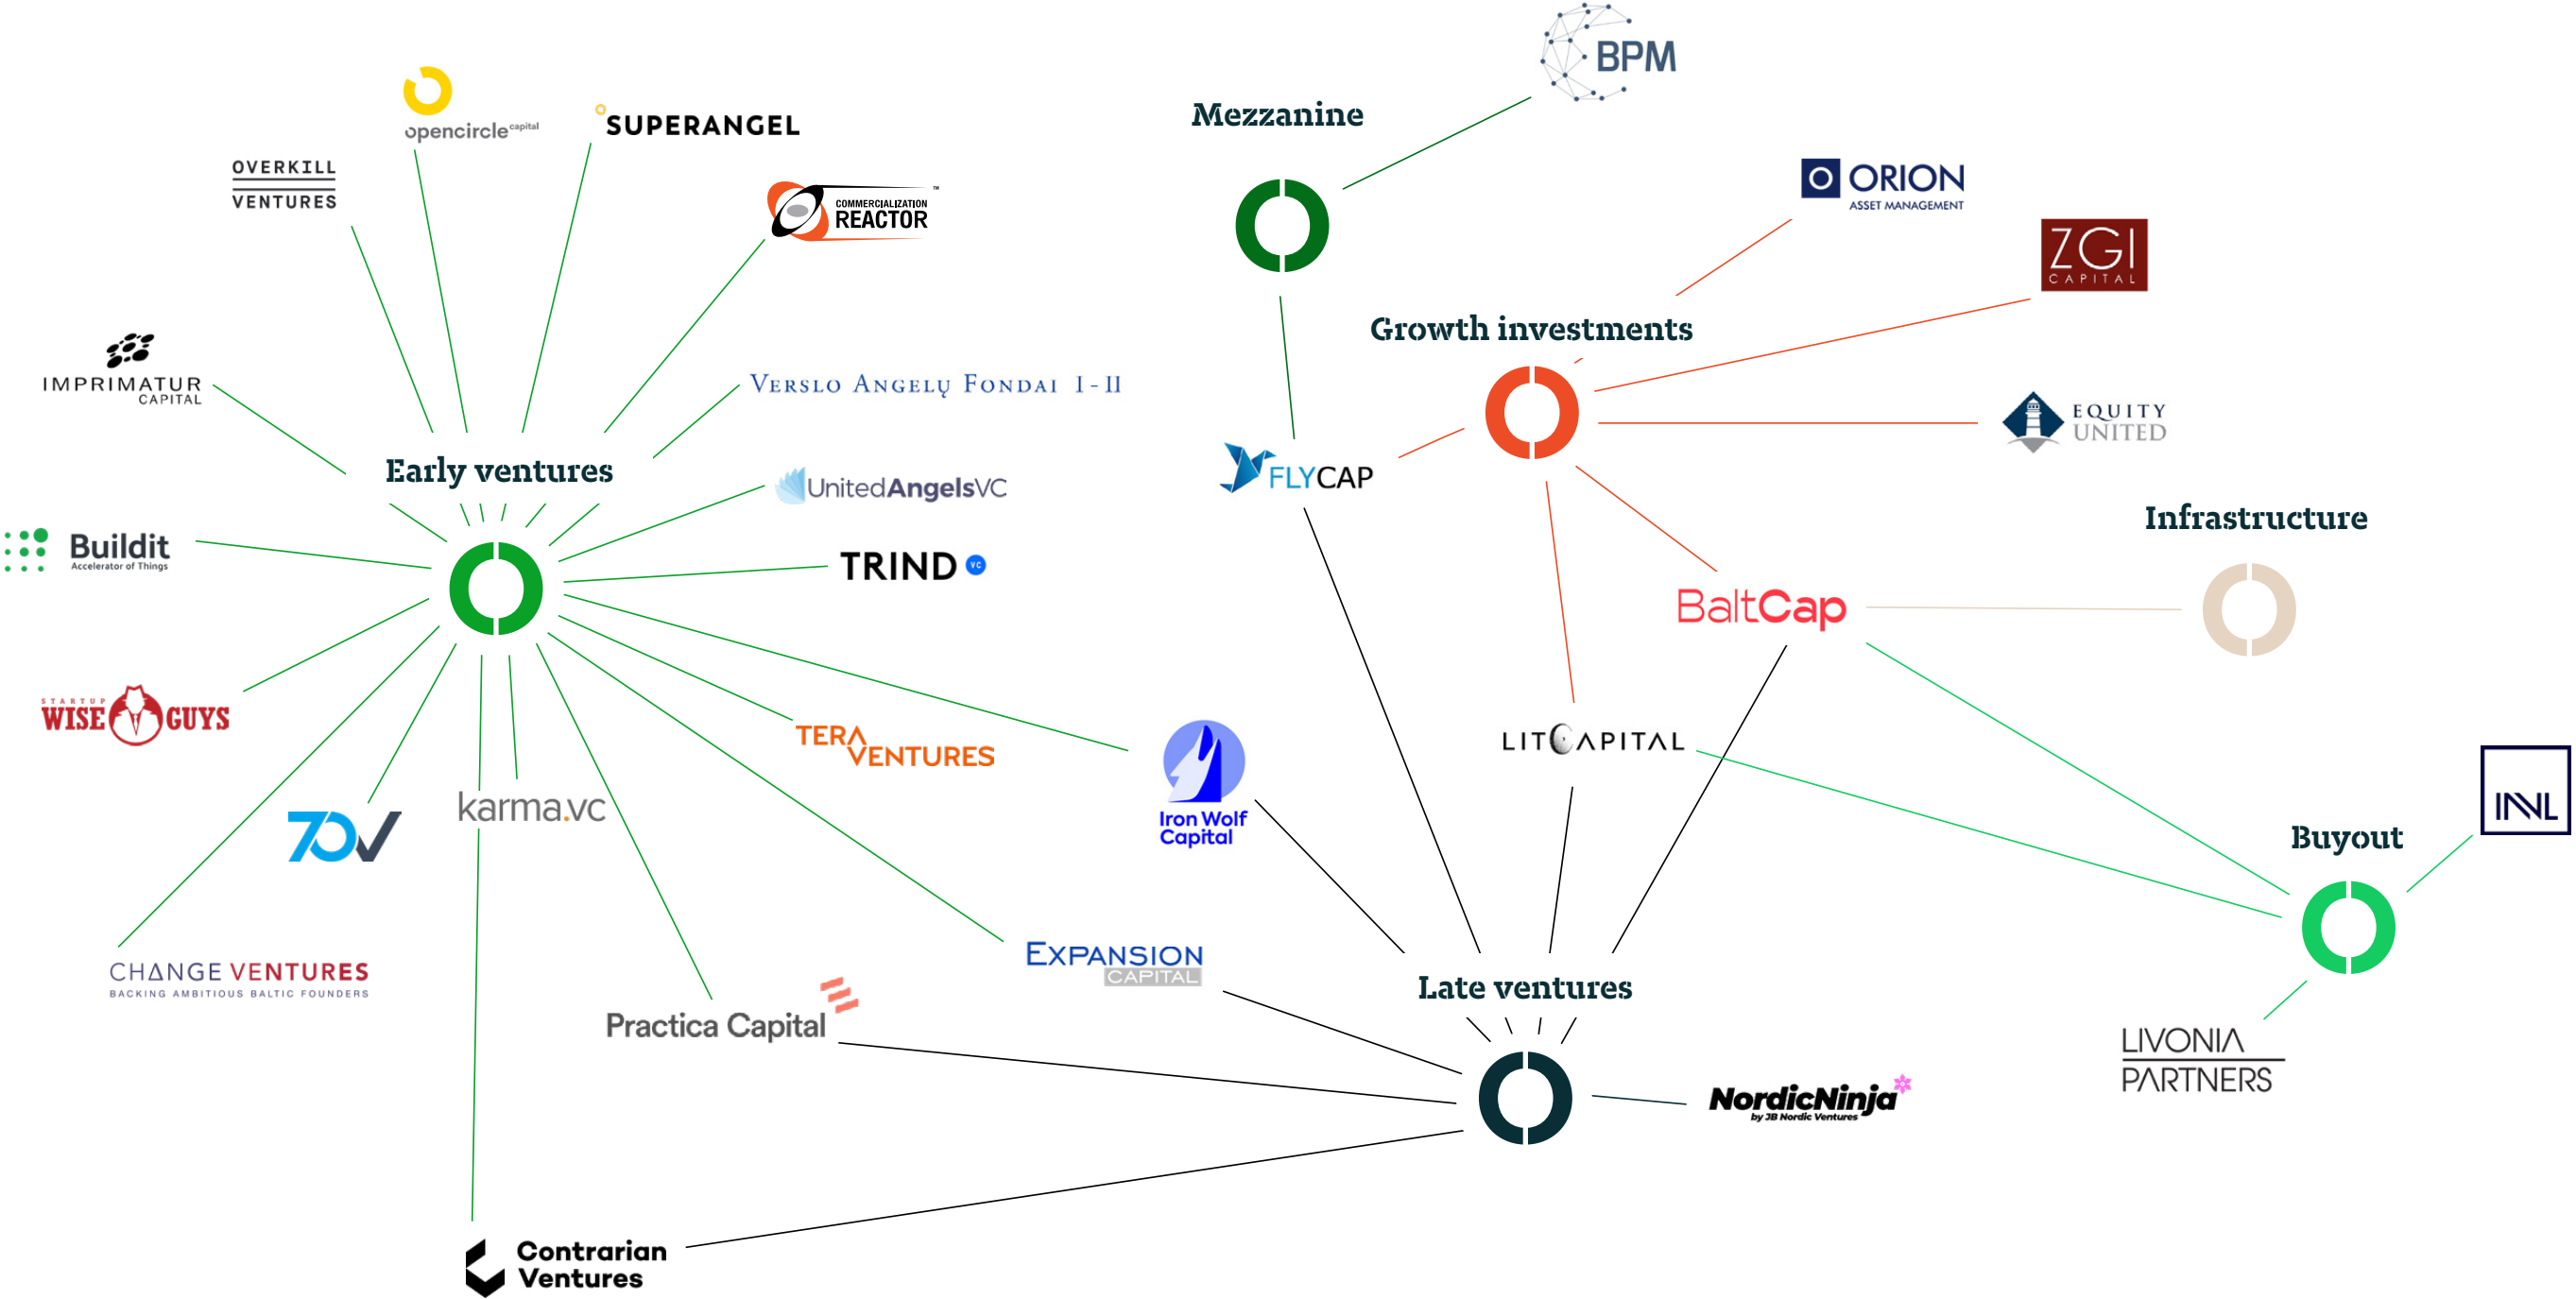 BPM
Mezzanine
opencircle capital
SUPERANGEL
OVERKILL
VENTURES
COMMERCIALIZATION
REACTOR
™
ORION
ASSET MANAGEMENT
ZGI
CAPITAL
Growth investments
IMPRIMATUR
CAPITAL
VERSLO ANGELŲ FONDAI I-II
EQUITY
UNITED
Early ventures
FLYCAP
UnitedAngelsVC
Infrastructure
Buildit
Accelerator of Things
TRIND VC
BaltCap
STARTUP
WISE GUYS
TERA
VENTURES
LITCAPITAL
INVL
karma.vc
70V
Iron Wolf
Capital
Buyout
CHANGE VENTURES
BACKING AMBITIOUS BALTIC FOUNDERS
EXPANSION
CAPITAL
Late ventures
Practica Capital
LIVONIA
PARTNERS
NordicNinja
by JB Nordic Ventures
Contrarian
Ventures